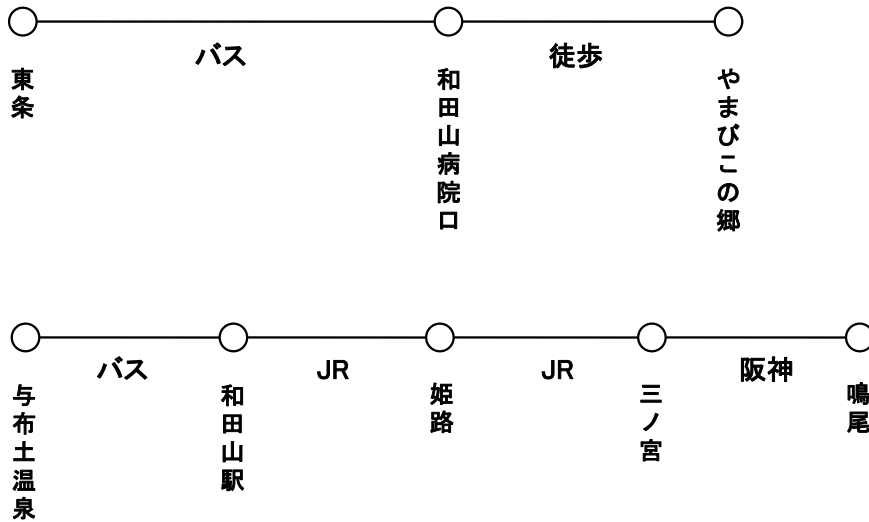 バス
徒歩
東条
和田山病院口
やまびこの郷
バス
JR
JR
阪神
与布土温泉
和田山駅
姫路
三ノ宮
鳴尾